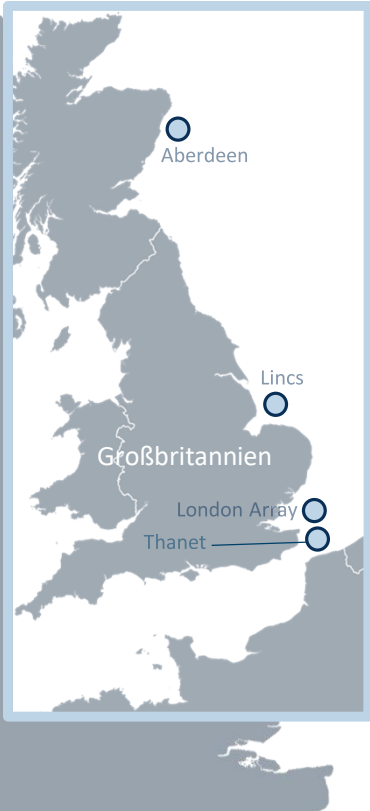 Aberdeen
Lincs
Großbritannien
London Array
Thanet